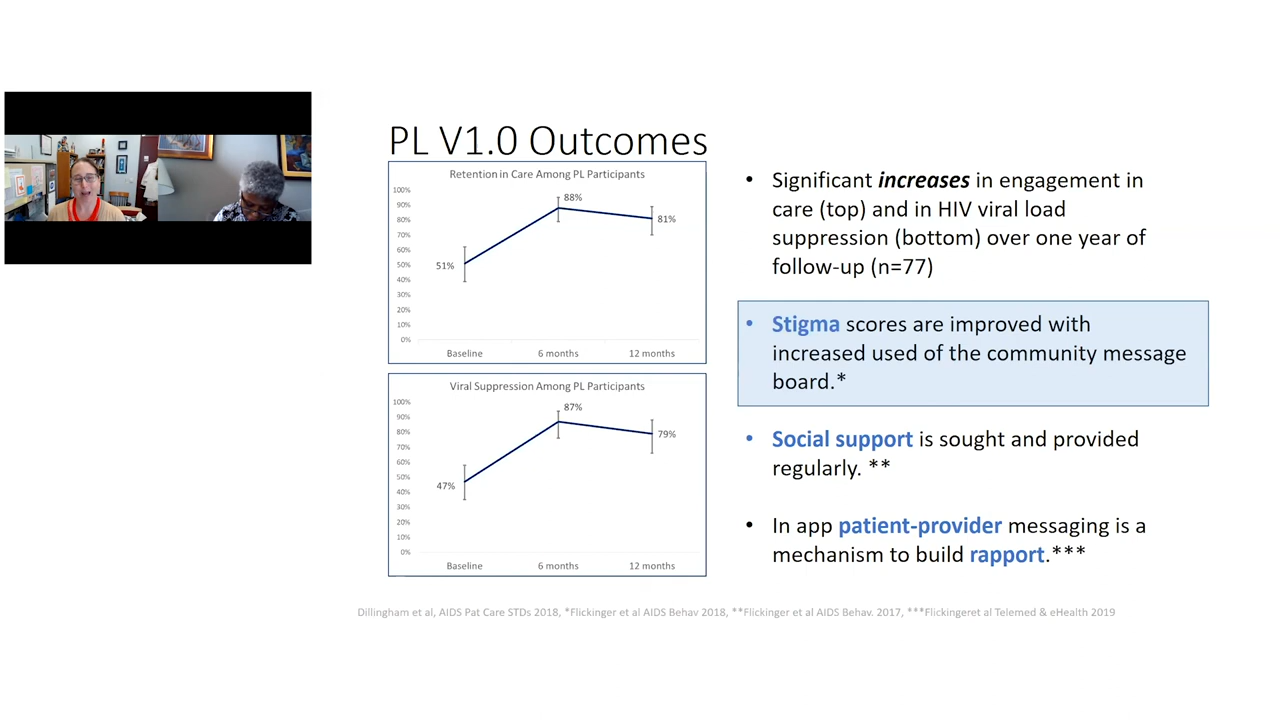 PL V1.0 Outcomes
Retention in Care Among PL Participants
100%
90%
80%
70%
60%
50%
40%
30%
20%
10%
0%
51%
88%
81%
Baseline
6 months
12 months
Viral Suppression Among PL Participants
100%
90%
80%
70%
60%
50%
40%
30%
20%
10%
0%
47%
87%
79%
Baseline
6 months
12 months
• Significant increases in engagement in
care (top) and in HIV viral load
suppression (bottom) over one year of
follow-up (n=77)
• Stigma scores are improved with
increased used of the community message
board.*
• Social support is sought and provided
regularly. **
• In app patient-provider messaging is a
mechanism to build rapport.***
Dillingham et al, AIDS Pat Care STDs 2018, *Flickinger et al AIDS Behav 2018, **Flickinger et al AIDS Behav. 2017, ***Flickingeret al Telemed & eHealth 2019